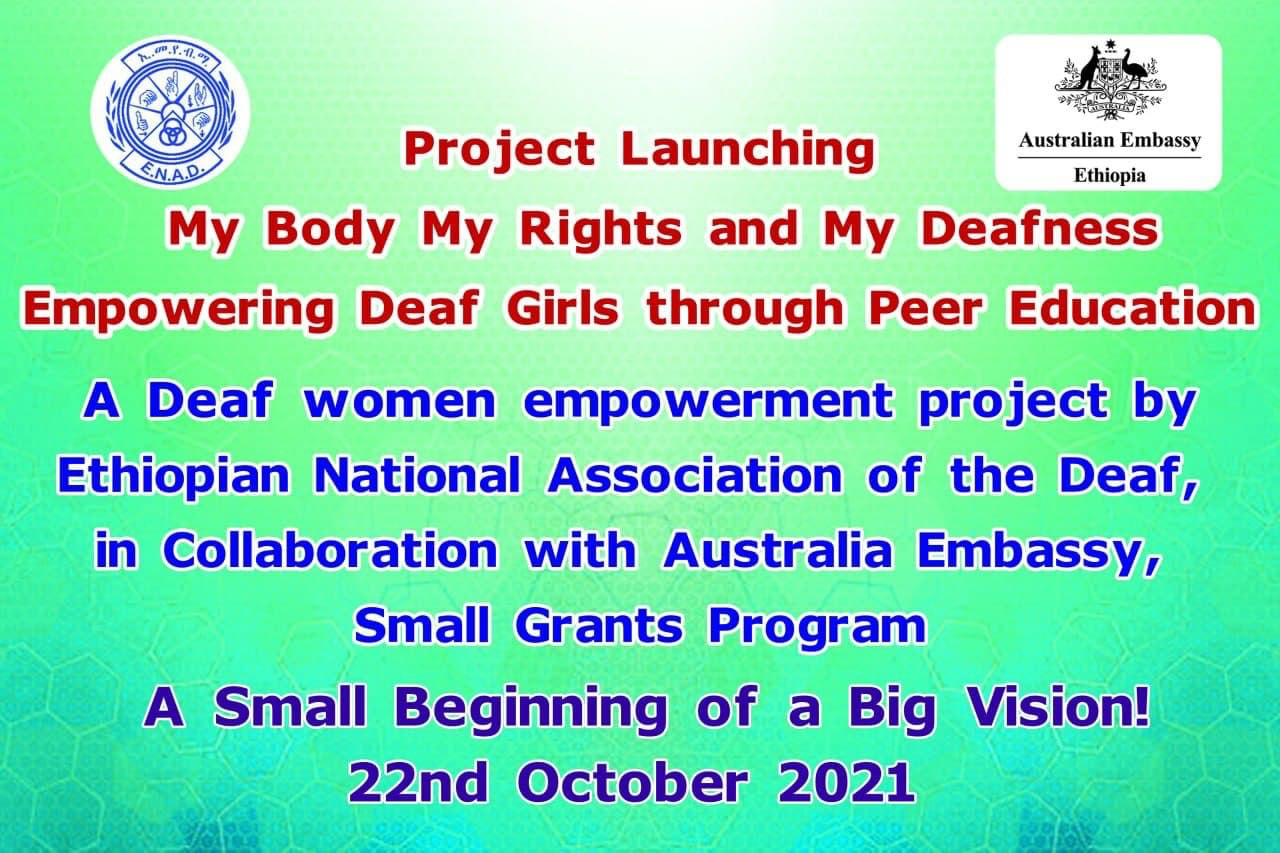 አ.መ.የ.ብ.ማ.
E.N.A.D.
AUSTRALIA
Australian Embassy
Ethiopia
Project Launching
My Body My Rights and My Deafness
Empowering Deaf Girls through Peer Education
A Deaf women empowerment project by
Ethiopian National Association of the Deaf,
in Collaboration with Australia Embassy,
Small Grants Program
A Small Beginning of a Big Vision!
22nd October 2021